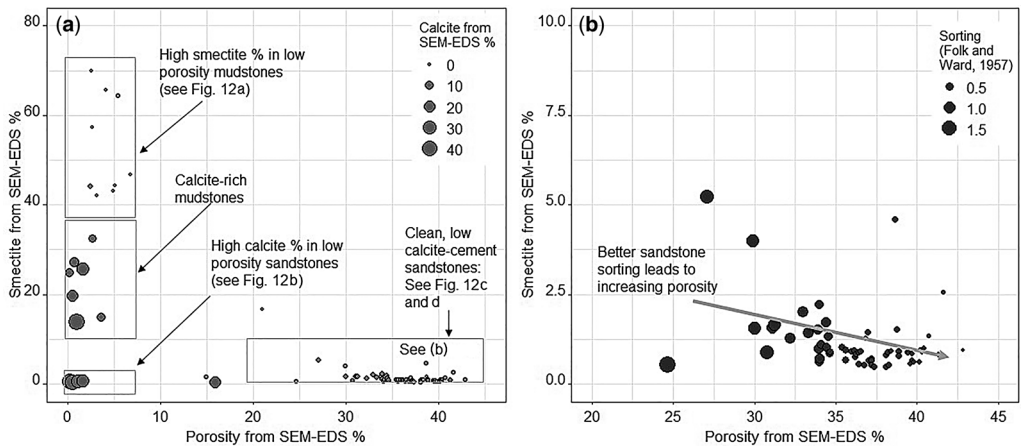 (a)
80
60
40
20
0
Smectite from SEM-EDS %
0
10
20
30
40
Porosity from SEM-EDS %
High smectite % in low
porosity mudstones
(see Fig. 12a)
Calcite-rich
mudstones
High calcite % in low
porosity sandstones
(see Fig. 12b)
Clean, low
calcite-cement
sandstones:
See Fig. 12c
and d
See (b)
Calcite from
SEM-EDS %
0
10
20
30
40
(b)
10.0
7.5
5.0
2.5
0.0
Smectite from SEM-EDS %
20
25
30
35
40
45
Porosity from SEM-EDS %
Better sandstone
sorting leads to
increasing porosity
Sorting
(Folk and
Ward, 1957)
0.5
1.0
1.5